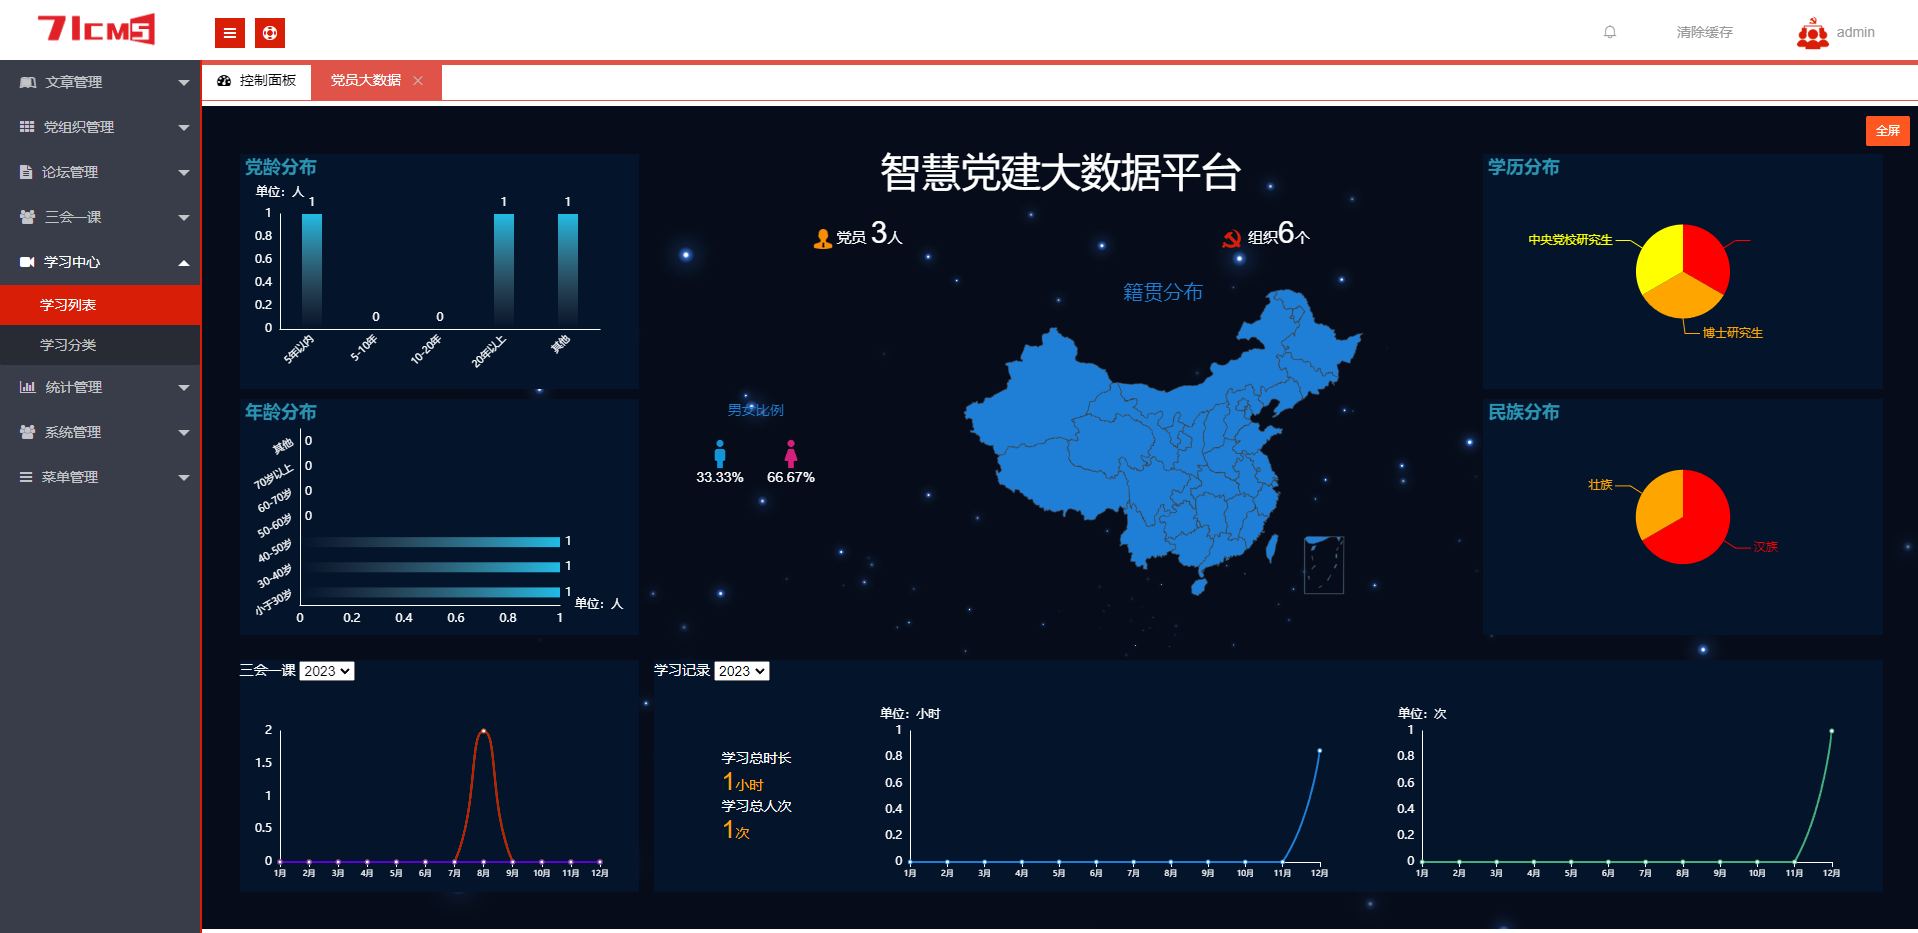 71CMS
清除缓存
admin
文章管理
党组织管理
论坛管理
三会一课
学习中心
学习列表
学习分类
统计管理
系统管理
菜单管理
控制面板
党员大数据
全屏
智慧党建大数据平台
党员 3人
组织6个
党龄分布
单位：人
1
0.8
0.6
0.4
0.2
0
1
0
0
1
1
5年以内
5-10年
10-20年
20年以上
其他
年龄分布
其他
70岁以上
60-70岁
50-60岁
40-50岁
30-40岁
小于30岁
0
0
0
0
1
1
1
单位：人
0 0.2 0.4 0.6 0.8 1
籍贯分布
男女比例
33.33% 66.67%
学历分布
中央党校研究生
博士研究生
民族分布
壮族
汉族
三会一课 2023
2
1.5
1
0.5
0
1月 2月 3月 4月 5月 6月 7月 8月 9月 10月 11月 12月
学习记录 2023
学习总时长
1小时
学习总人次
1次
单位：小时
1
0.8
0.6
0.4
0.2
0
1月 2月 3月 4月 5月 6月 7月 8月 9月 10月 11月 12月
单位：次
1
0.8
0.6
0.4
0.2
0
1月 2月 3月 4月 5月 6月 7月 8月 9月 10月 11月 12月